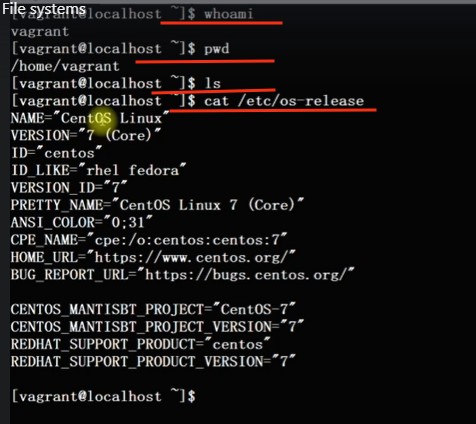 File systems
[vagrant@localhost ~]$ whoami
vagrant
[vagrant@localhost ~]$ pwd
/home/vagrant
[vagrant@localhost ~]$ ls
[vagrant@localhost ~]$ cat /etc/os-release
NAME="CentOS Linux"
VERSION="7 (Core)"
ID="centos"
ID_LIKE="rhel fedora"
VERSION_ID="7"
PRETTY_NAME="CentOS Linux 7 (Core)"
ANSI_COLOR="0;31"
CPE_NAME="cpe:/o:centos:centos:7"
HOME_URL="https://www.centos.org/"
BUG_REPORT_URL="https://bugs.centos.org/"
CENTOS_MANTISBT_PROJECT="CentOS-7"
CENTOS_MANTISBT_PROJECT_VERSION="7"
REDHAT_SUPPORT_PRODUCT="centos"
REDHAT_SUPPORT_PRODUCT_VERSION="7"
[vagrant@localhost ~]$